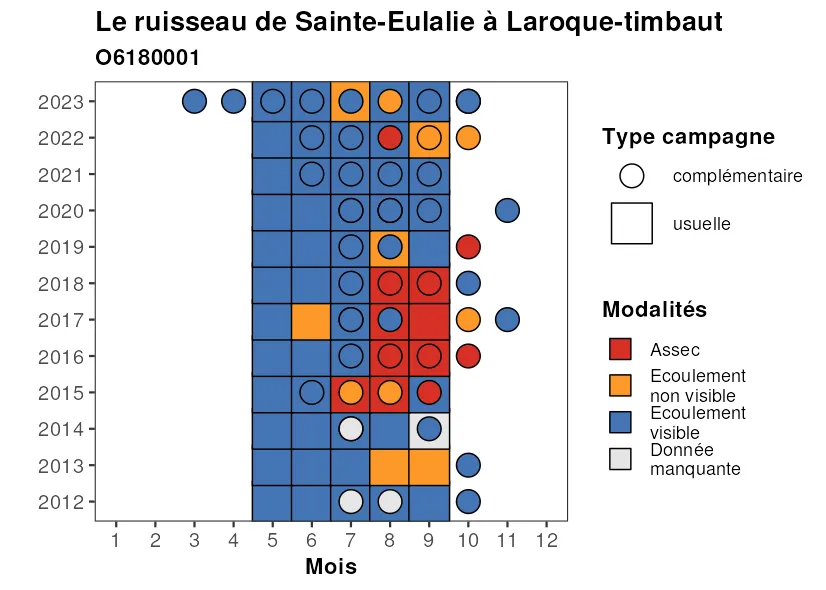 Le ruisseau de Sainte-Eulalie à Laroque-timbaut
O6180001
2023
2022
2021
2020
2019
2018
2017
2016
2015
2014
2013
2012
1 2 3 4 5 6 7 8 9 10 11 12
Mois
Type campagne
complémentaire
usuelle
Modalités
Assec
Ecoulement
non visible
Ecoulement
visible
Donnée
manquante